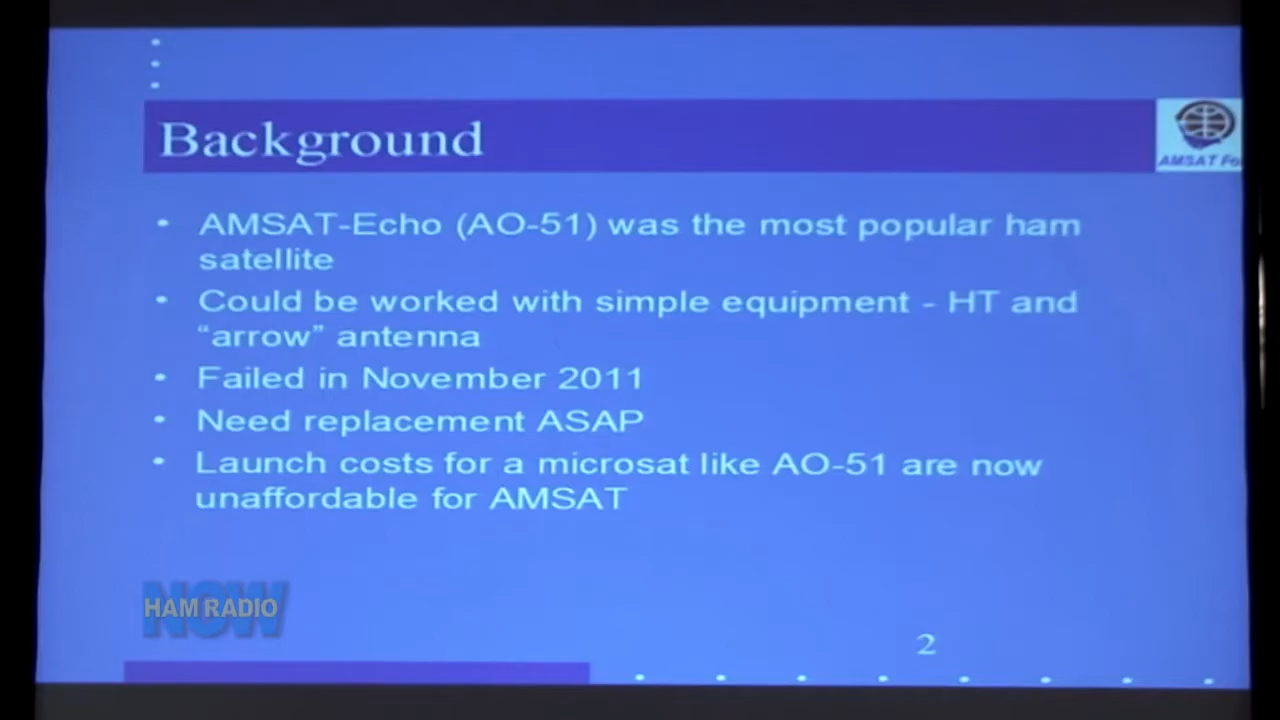 Background
AMSAT Fo
• AMSAT-Echo (AO-51) was the most popular ham
satellite
• Could be worked with simple equipment - HT and
“arrow” antenna
• Failed in November 2011
• Need replacement ASAP
• Launch costs for a microsat like AO-51 are now
unaffordable for AMSAT
NOW
HAM RADIO
2